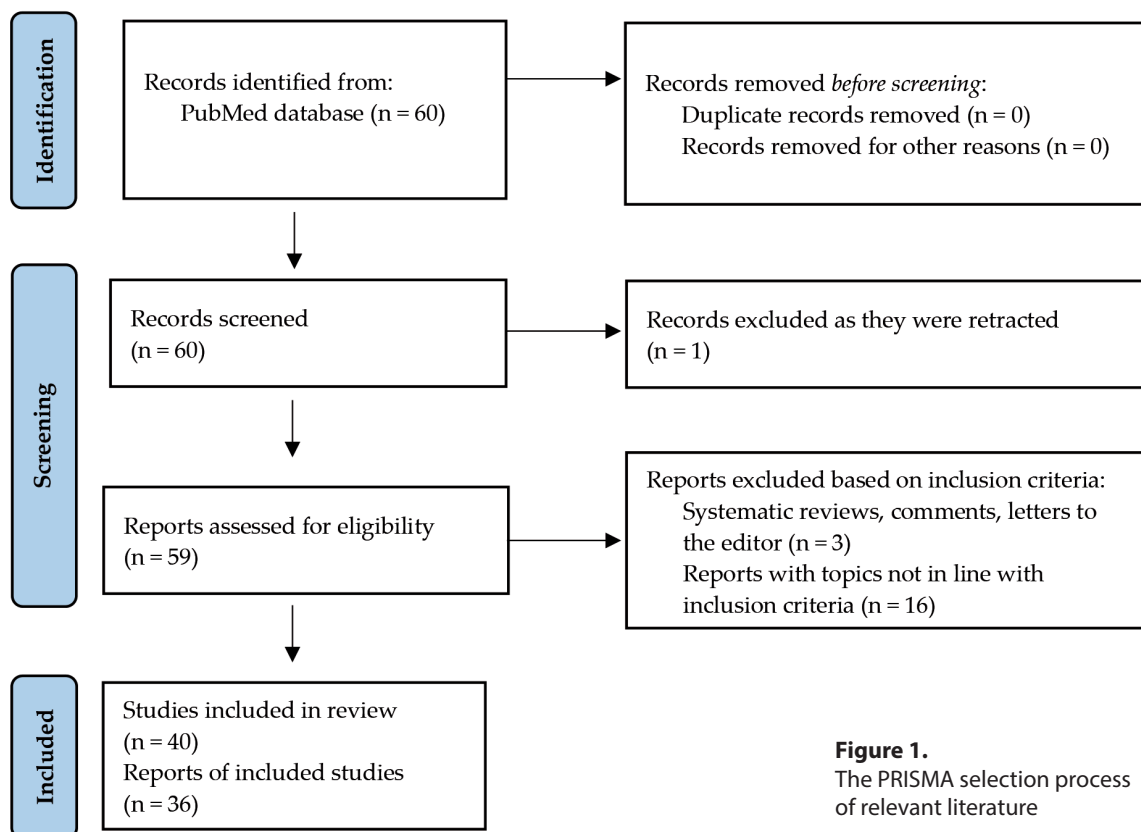 Identification
Records identified from:
PubMed database (n = 60)
Records removed before screening:
Duplicate records removed (n = 0)
Records removed for other reasons (n = 0)
Screening
Records screened
(n = 60)
Records excluded as they were retracted
(n = 1)
Reports assessed for eligibility
(n = 59)
Reports excluded based on inclusion criteria:
Systematic reviews, comments, letters to
the editor (n = 3)
Reports with topics not in line with
inclusion criteria (n = 16)
Included
Studies included in review
(n = 40)
Reports of included studies
(n = 36)
Figure 1.
The PRISMA selection process
of relevant literature